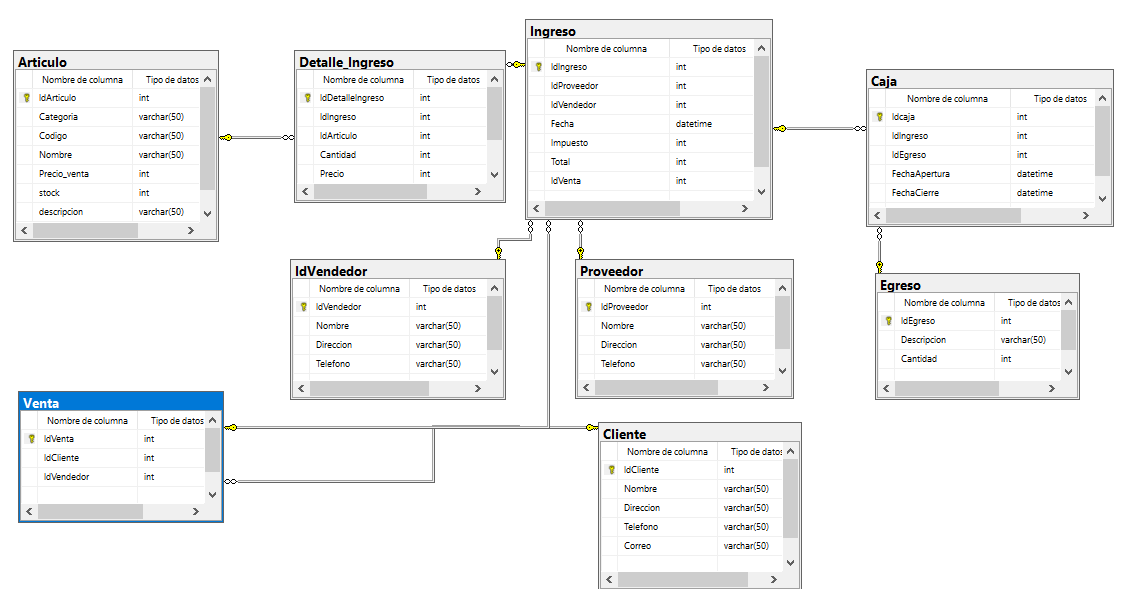 Articulo
Nombre de columna Tipo de datos
IdArticulo int
Categoria varchar(50)
Codigo varchar(50)
Nombre varchar(50)
Precio_venta int
stock int
descripcion varchar(50)
Detalle_Ingreso
Nombre de columna Tipo de datos
IdDetalleIngreso int
IdIngreso int
IdArticulo int
Cantidad int
Precio int
Ingreso
Nombre de columna Tipo de datos
IdIngreso int
IdProveedor int
IdVendedor int
Fecha datetime
Impuesto int
Total int
IdVenta int
Caja
Nombre de columna Tipo de datos
Idcaja int
IdIngreso int
IdEgreso int
FechaApertura datetime
FechaCierre datetime
IdVendedor
Nombre de columna Tipo de datos
IdVendedor int
Nombre varchar(50)
Direccion varchar(50)
Telefono varchar(50)
Proveedor
Nombre de columna Tipo de datos
IdProveedor int
Nombre varchar(50)
Direccion varchar(50)
Telefono varchar(50)
Egreso
Nombre de columna Tipo de datos
IdEgreso int
Descripcion varchar(50)
Cantidad int
Venta
Nombre de columna Tipo de datos
IdVenta int
IdCliente int
IdVendedor int
Cliente
Nombre de columna Tipo de datos
IdCliente int
Nombre varchar(50)
Direccion varchar(50)
Telefono varchar(50)
Correo varchar(50)